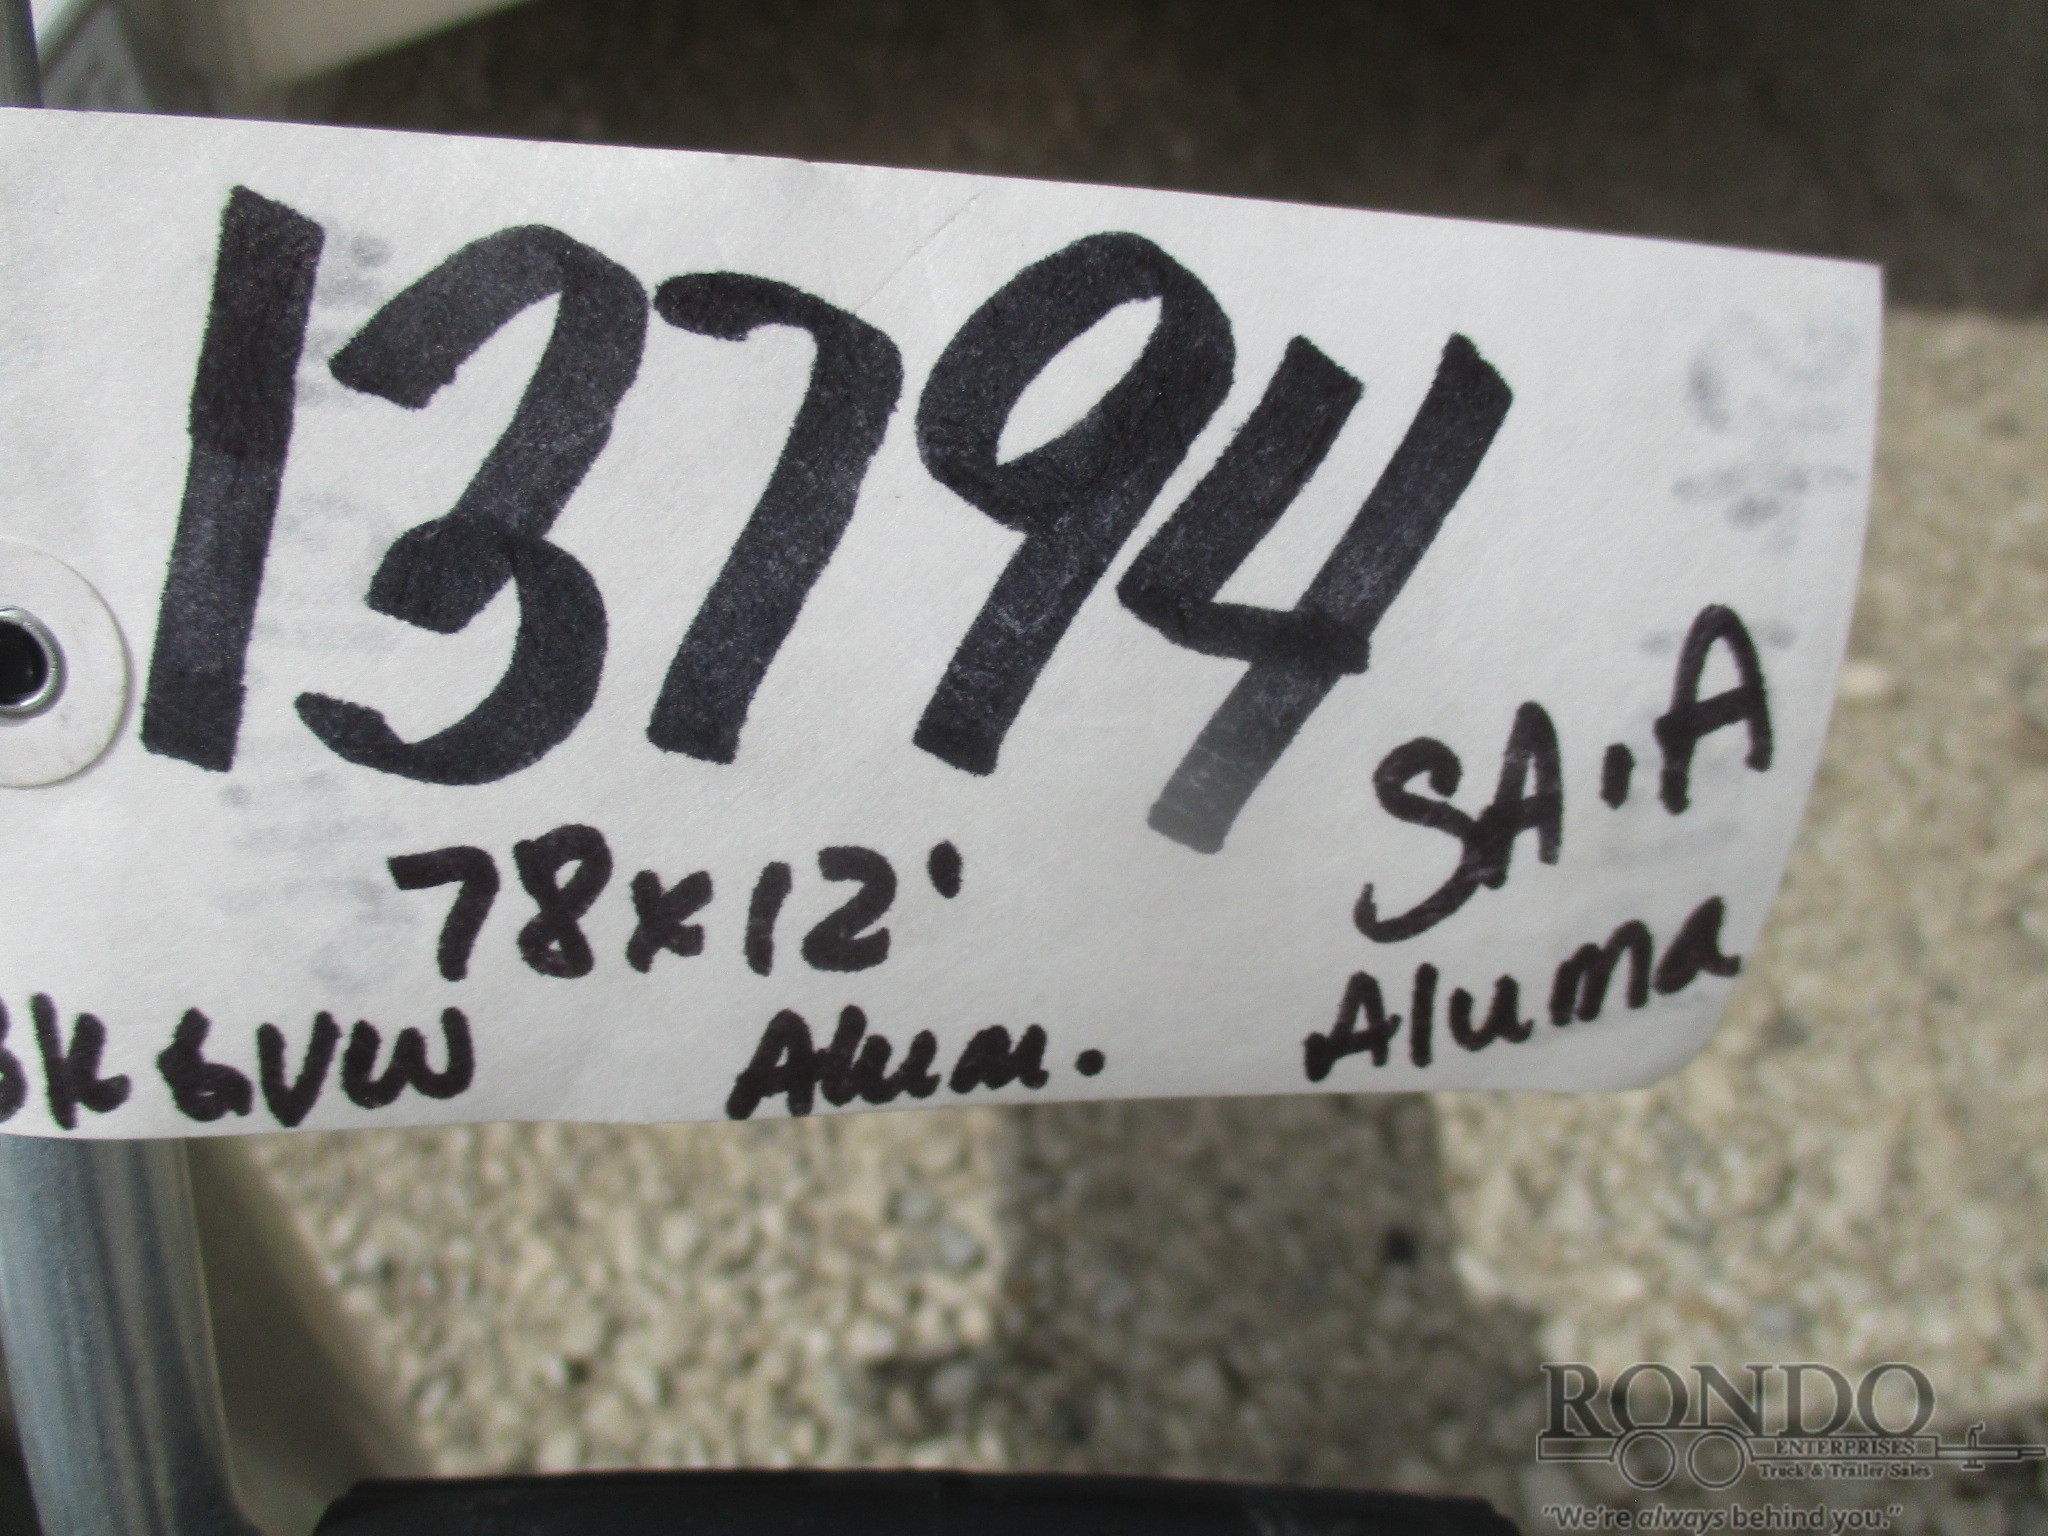 13794
SA.A
78x12'
3K GVW Alum. Aluma
RONDO
ENTERPRISES
Truck & Trailer Sales
"We're always behind you."